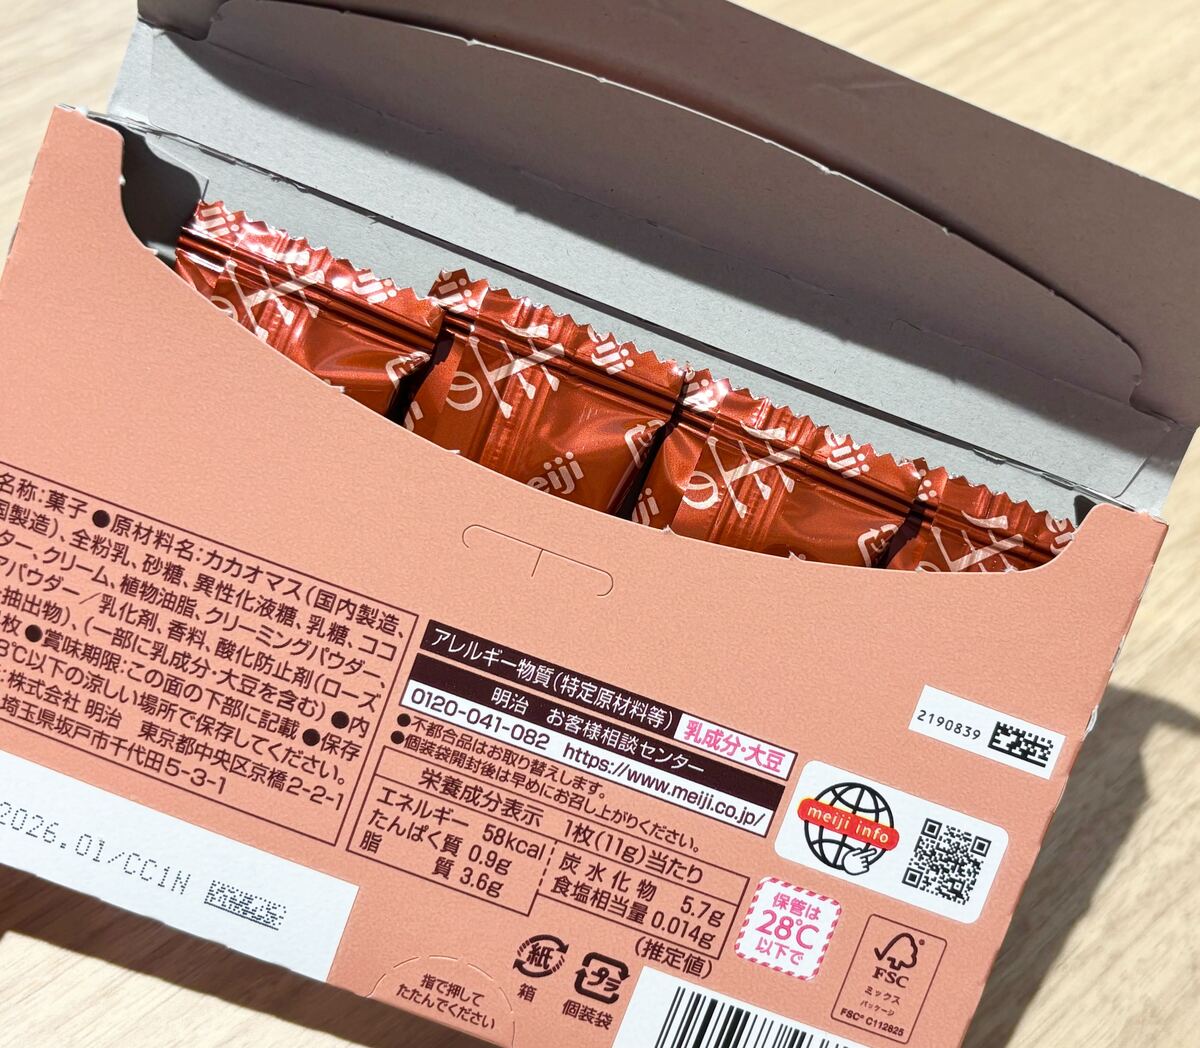 meiji
生の
meiji
生の
meiji
meiji
生の
meiji
生の
名称:菓子 ●原材料名:カカオマス(国内製造、
国製造)、全粉乳、砂糖、異性化液糖、乳糖、ココ
ター、クリーム、植物油脂、クリーミングパウダー
アパウダー/乳化剤、香料、酸化防止剤(ローズ
抽出物)、(一部に乳成分・大豆を含む) ●内
枚 ●賞味期限:この面の下部に記載 ●保存
8℃以下の涼しい場所で保存してください。
:株式会社 明治 東京都中央区京橋2-2-1
埼玉県坂戸市千代田5-3-1
2026.01/CC1N
アレルギー物質(特定原材料等) 乳成分・大豆
明治 お客様相談センター
0120-041-082 https://www.meiji.co.jp/
●不都合品はお取り替えします。
●個装袋開封後は早めにお召し上がりください。
栄養成分表示 1枚(11g)当たり
エネルギー 58kcal 炭水化物 5.7g
たんぱく質 0.9g 食塩相当量 0.014g
脂質 3.6g
(推定値)
2190839
meiji info
保管は
28℃
以下で
FSC
ミックス
パッケージ
FSC® C112825
紙
箱
プラ
個装袋
指で押して
たたんでください